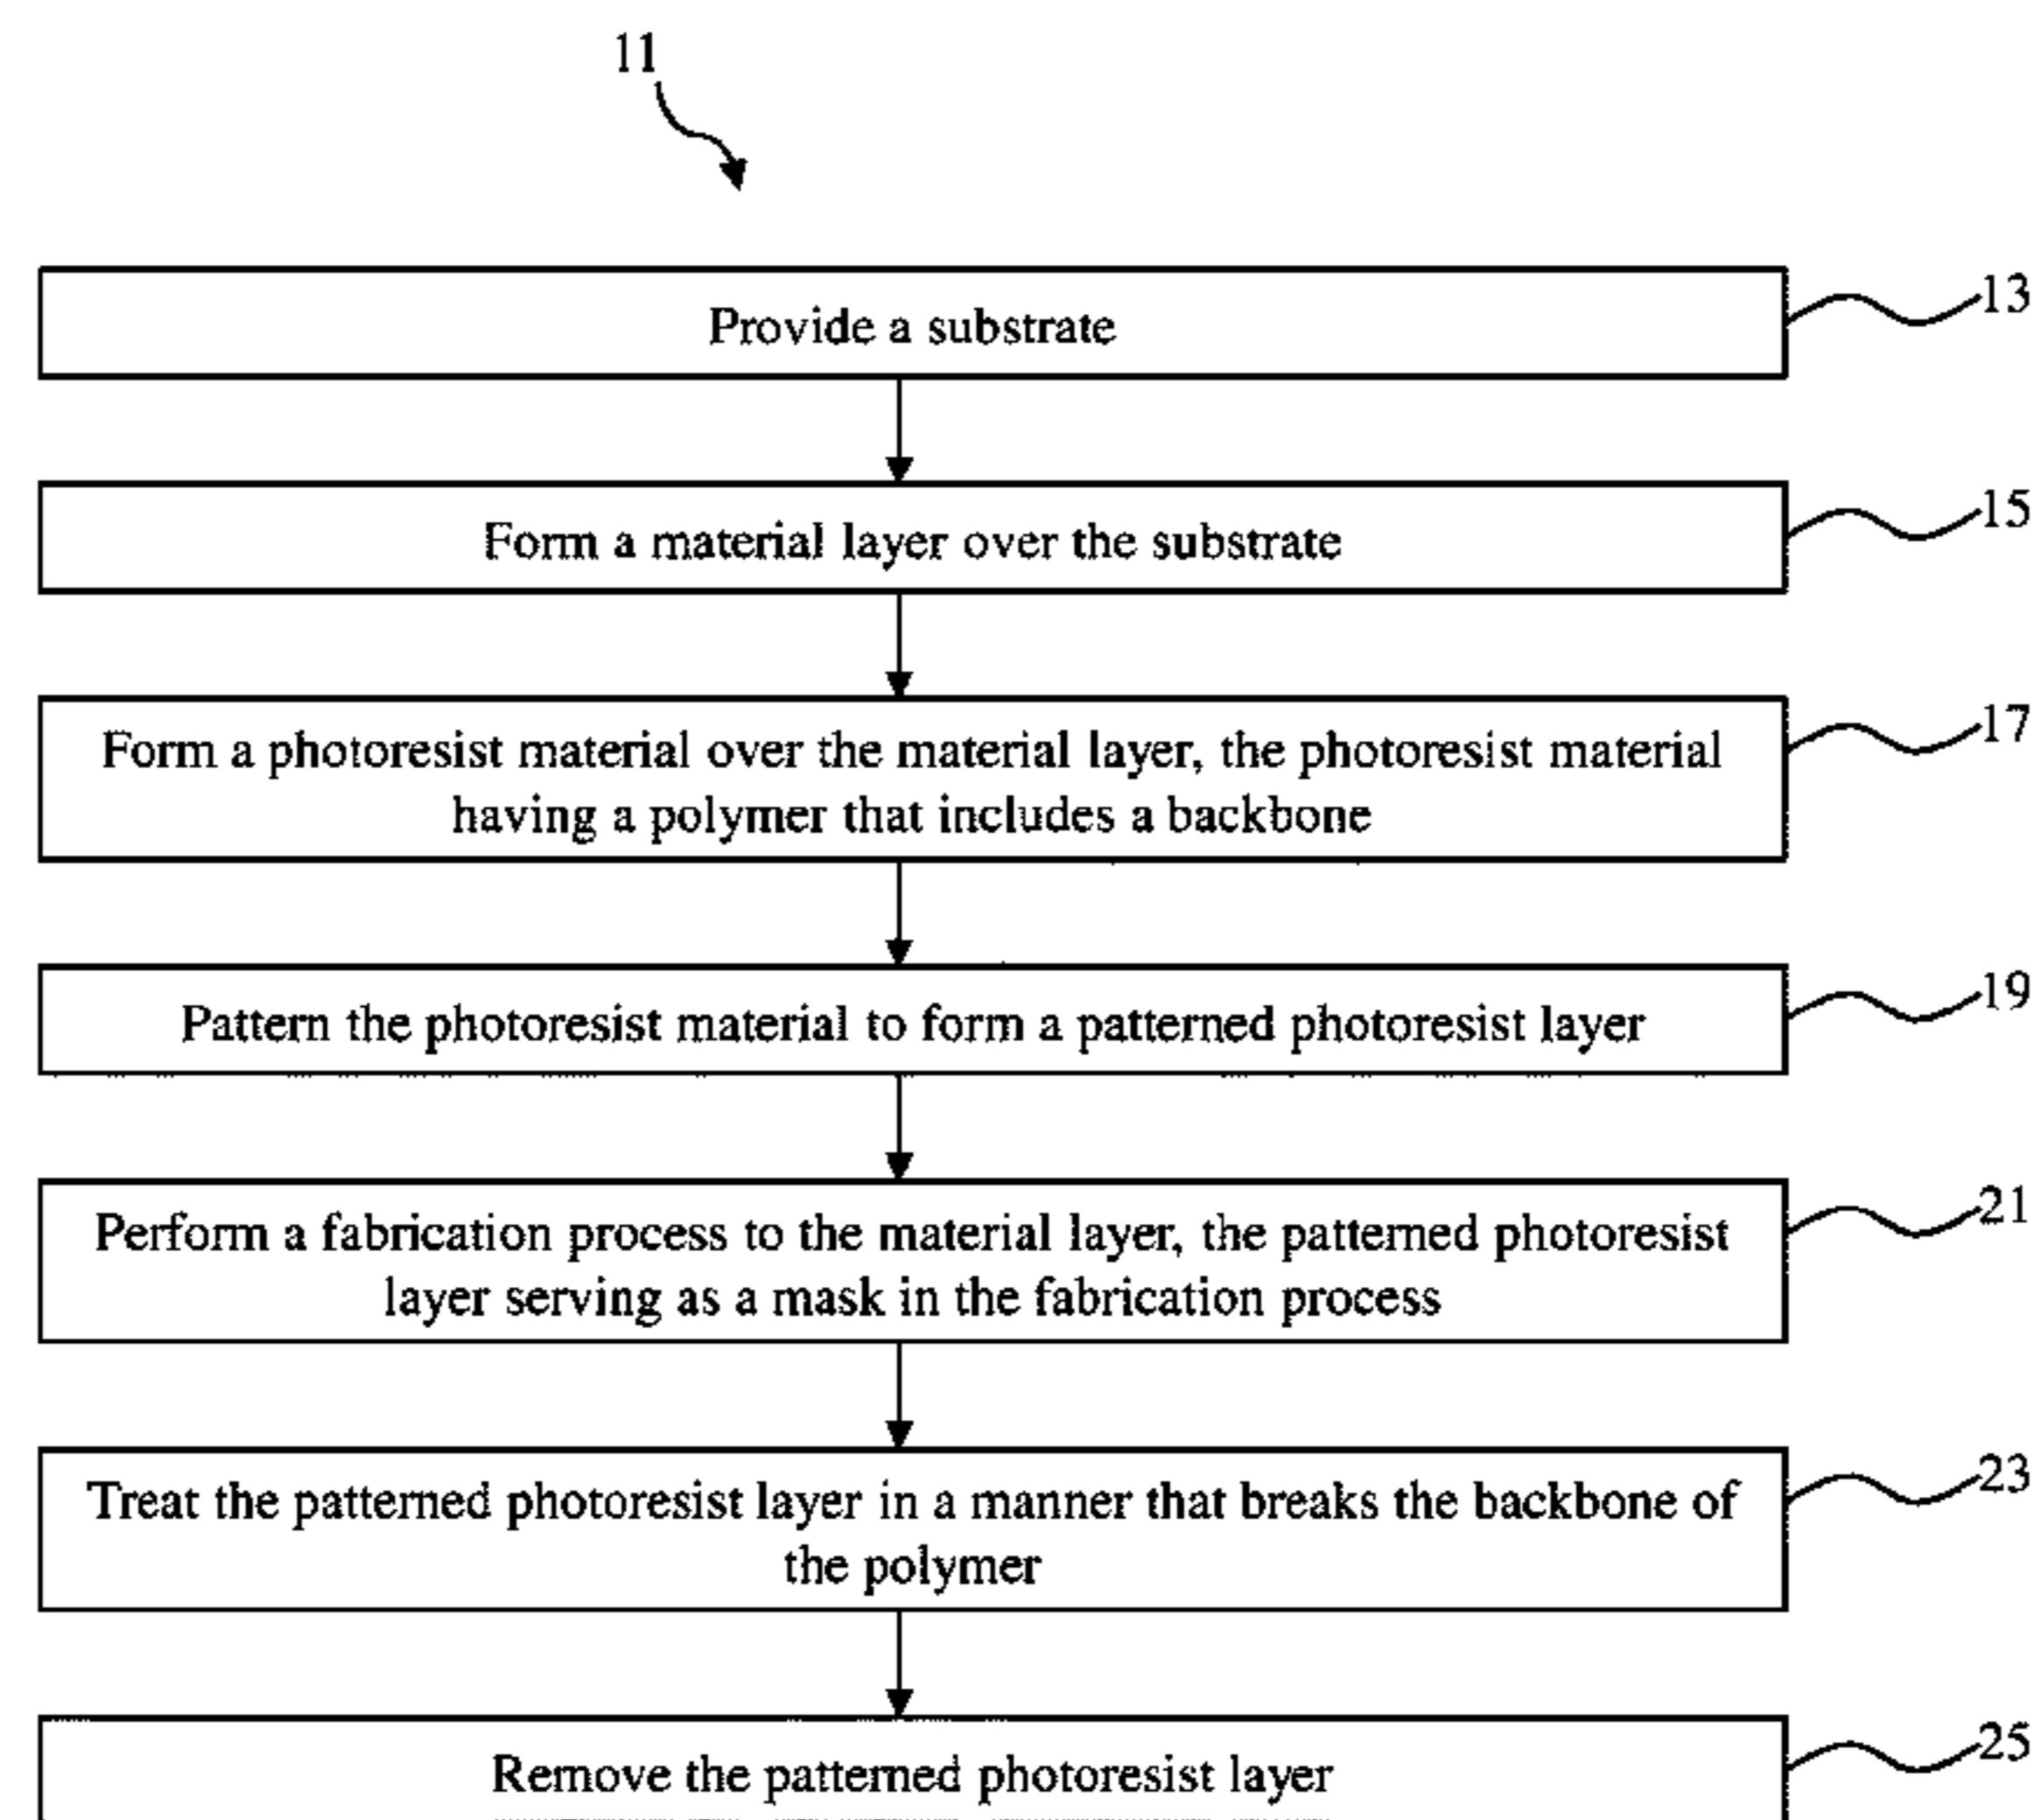 11
Provide a substrate
13
Form a material layer over the substrate
15
Form a photoresist material over the material layer, the photoresist material
having a polymer that includes a backbone
17
Pattern the photoresist material to form a patterned photoresist layer
19
Perform a fabrication process to the material layer, the patterned photoresist
layer serving as a mask in the fabrication process
21
Treat the patterned photoresist layer in a manner that breaks the backbone of
the polymer
23
Remove the patterned photoresist layer
25